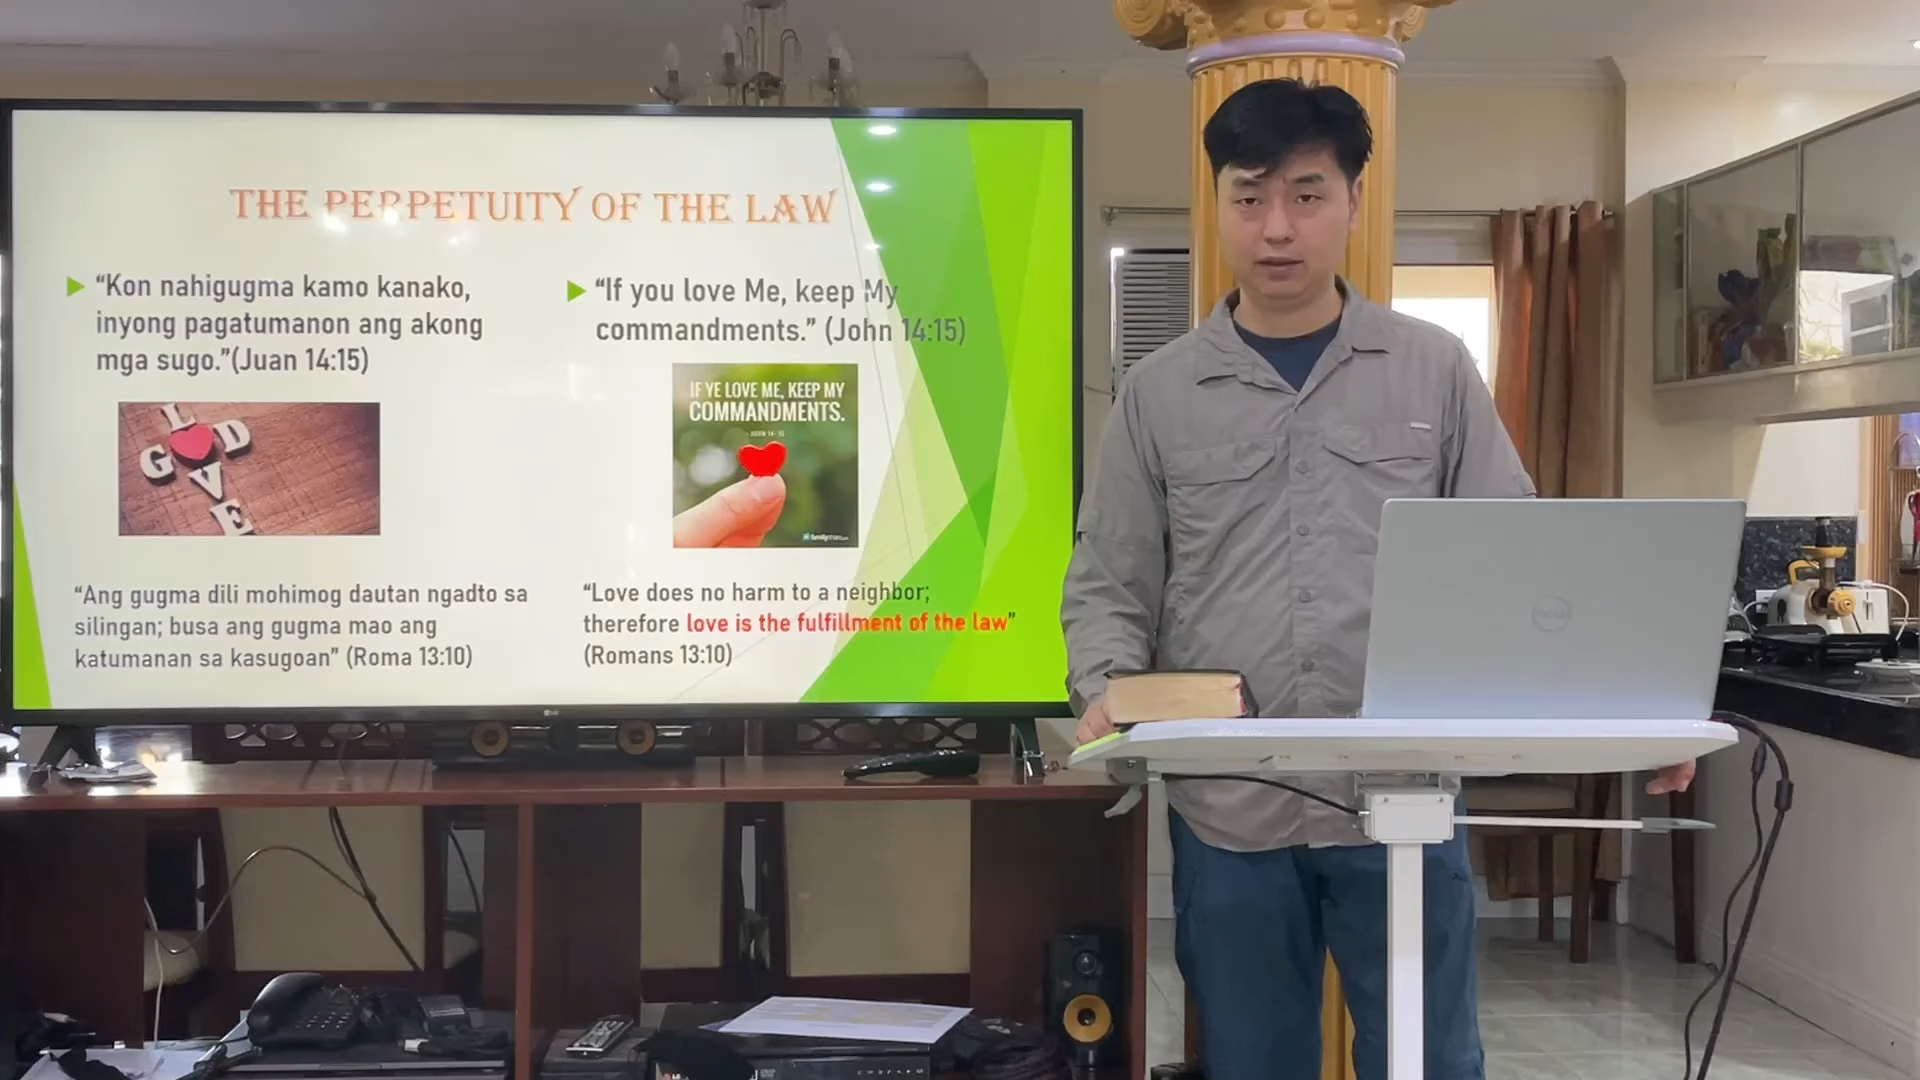 THE PERPETUITY OF THE LAW
“Kon nahigugma kamo kanako,
inyong pagatumanon ang akong
mga sugo.”(Juan 14:15)
“If you love Me, keep My
commandments.” (John 14:15)
L
GOD
V
E
IF YE LOVE ME, KEEP MY
COMMANDMENTS.
“Ang gugma dili mohimog dautan ngadto sa
silingan; busa ang gugma mao ang
katumanan sa kasugoan” (Roma 13:10)
“Love does no harm to a neighbor;
therefore love is the fulfillment of the law”
(Romans 13:10)
LG
DELL